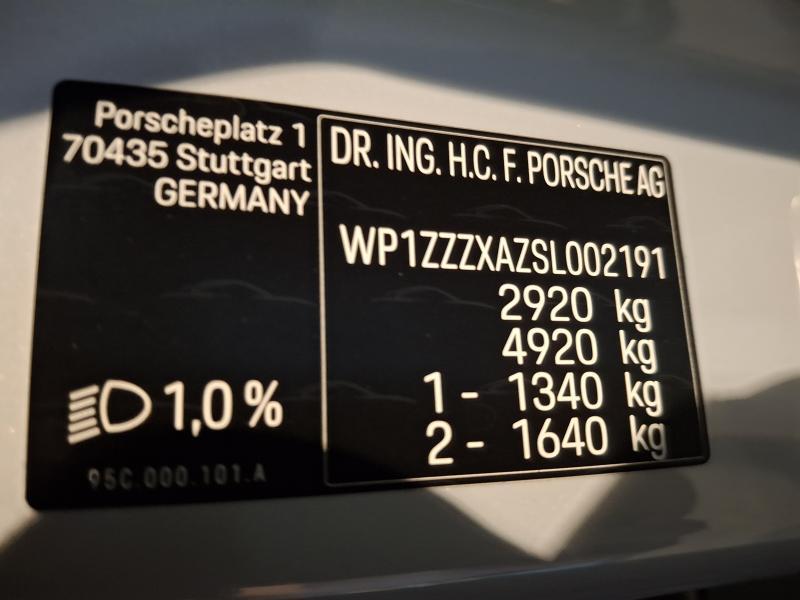 Porscheplatz 1
70435 Stuttgart
GERMANY
1,0 %
95C.000.101.A
DR. ING. H.C. F. PORSCHE AG
WP1ZZZXAZSL002191
2920 kg
4920 kg
1 - 1340 kg
2 - 1640 kg